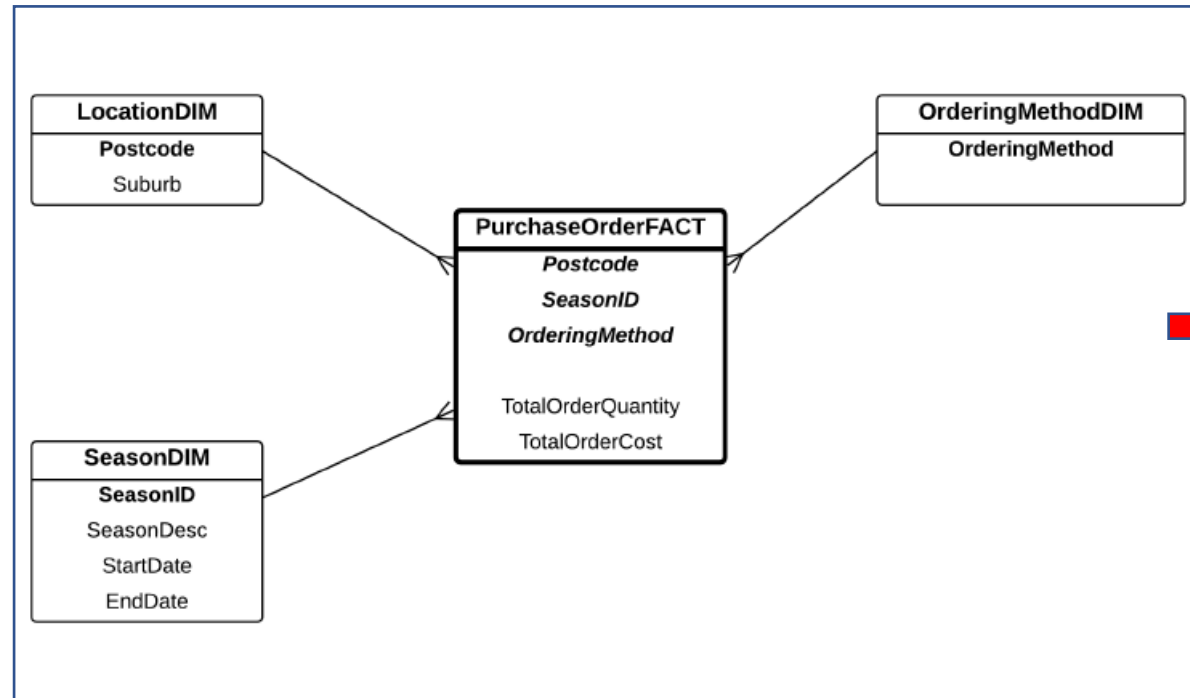 LocationDIM
Postcode
Suburb
OrderingMethodDIM
OrderingMethod
PurchaseOrderFACT
Postcode
SeasonID
OrderingMethod
TotalOrderQuantity
TotalOrderCost
SeasonDIM
SeasonID
SeasonDesc
StartDate
EndDate